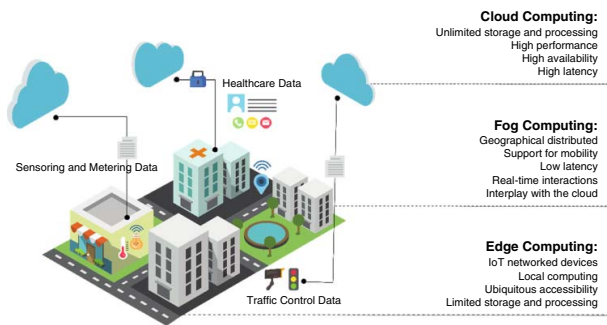 Cloud Computing:
Unlimited storage and processing
High performance
High availability
High latency
Healthcare Data
Fog Computing:
Geographical distributed
Support for mobility
Low latency
Real-time interactions
Interplay with the cloud
Sensoring and Metering Data
Edge Computing:
IoT networked devices
Local computing
Ubiquitous accessibility
Limited storage and processing
Traffic Control Data